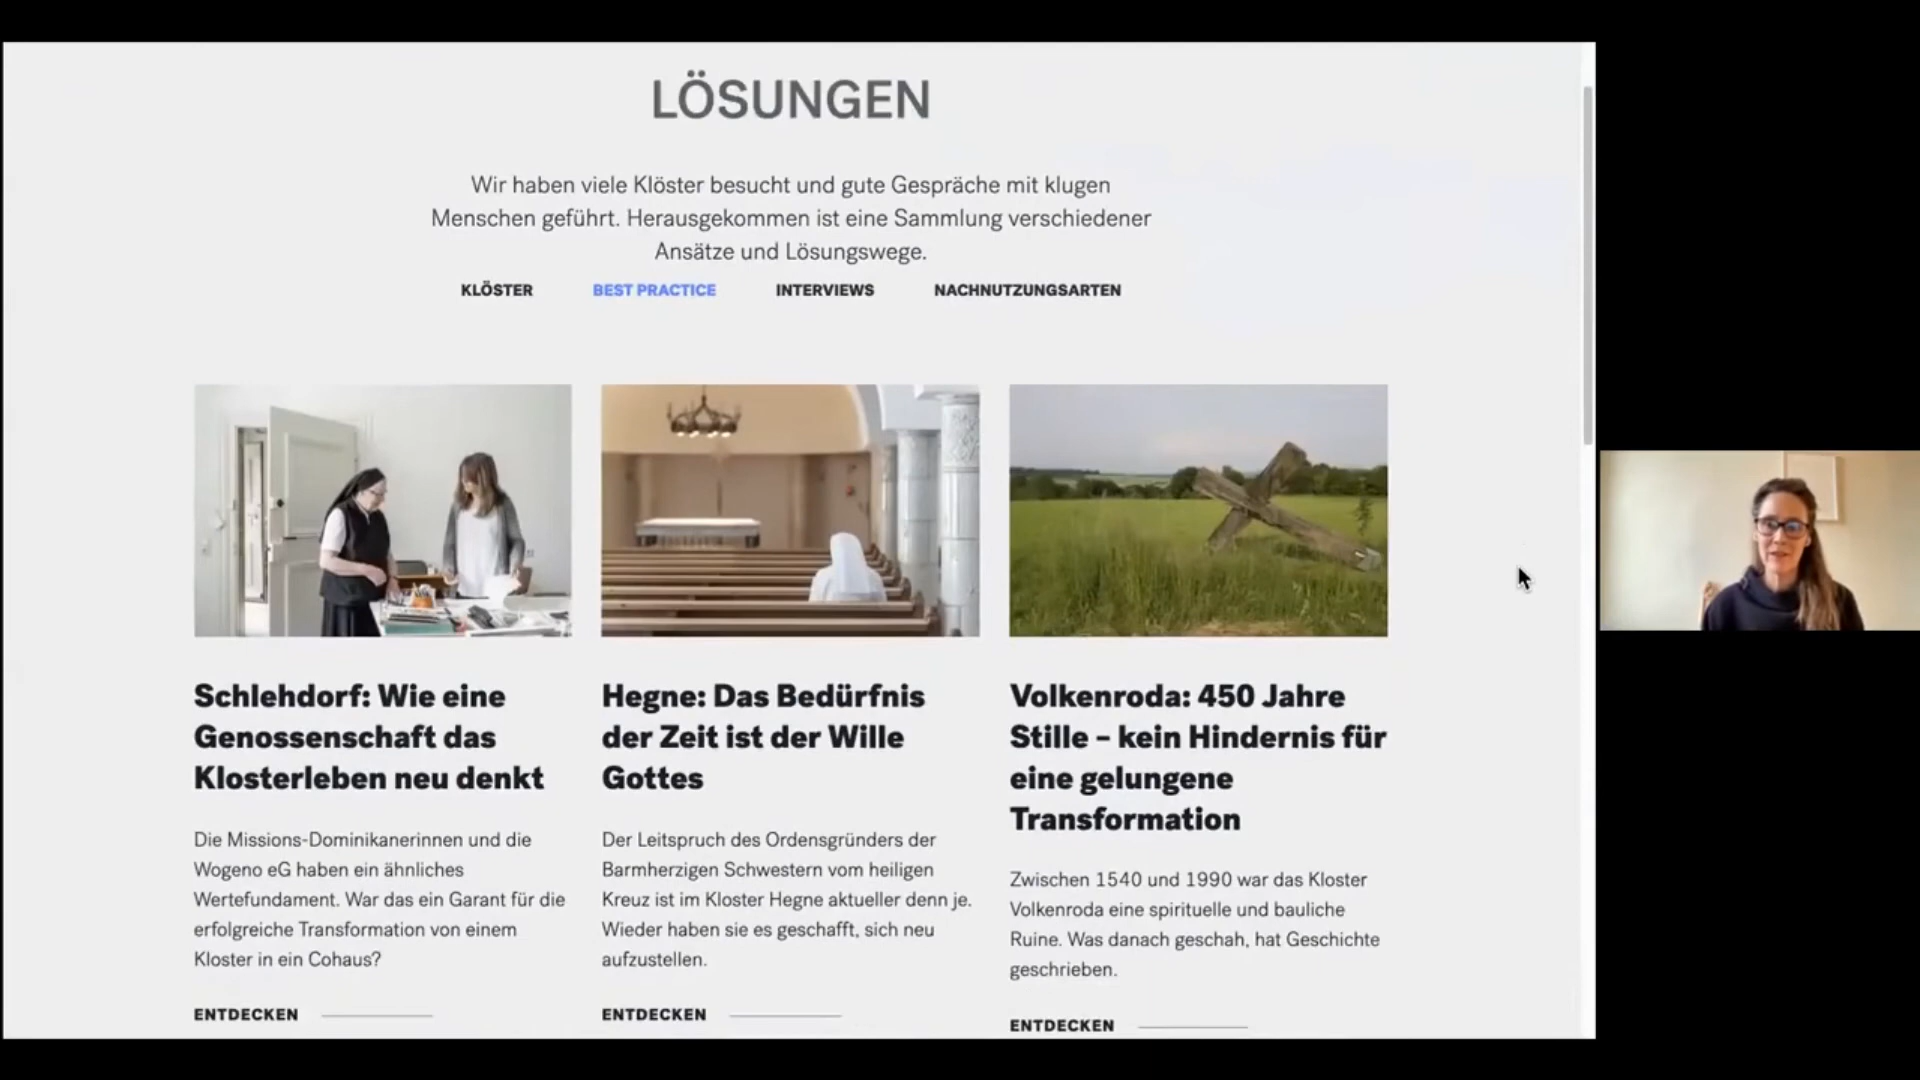 LÖSUNGEN
Wir haben viele Klöster besucht und gute Gespräche mit klugen
Menschen geführt. Herausgekommen ist eine Sammlung verschiedener
Ansätze und Lösungswege.
KLÖSTER BEST PRACTICE INTERVIEWS NACHNUTZUNGSARTEN
Schlehdorf: Wie eine
Genossenschaft das
Klosterleben neu denkt
Die Missions-Dominikanerinnen und die
Wogeno eG haben ein ähnliches
Wertefundament. War das ein Garant für die
erfolgreiche Transformation von einem
Kloster in ein Cohaus?
ENTDECKEN
Hegne: Das Bedürfnis
der Zeit ist der Wille
Gottes
Der Leitspruch des Ordensgründers der
Barmherzigen Schwestern vom heiligen
Kreuz ist im Kloster Hegne aktueller denn je.
Wieder haben sie es geschafft, sich neu
aufzustellen.
ENTDECKEN
Volkenroda: 450 Jahre
Stille – kein Hindernis für
eine gelungene
Transformation
Zwischen 1540 und 1990 war das Kloster
Volkenroda eine spirituelle und bauliche
Ruine. Was danach geschah, hat Geschichte
geschrieben.
ENTDECKEN